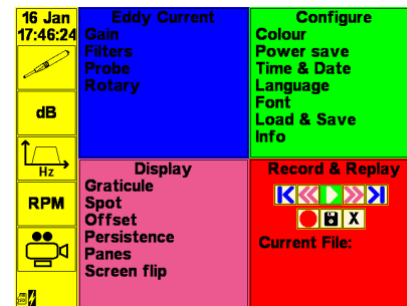 16 Jan
17:46:24
dB
Hz
RPM
Eddy Current
Gain
Filters
Probe
Rotary
Configure
Colour
Power save
Time & Date
Language
Font
Load & Save
Info
Display
Graticule
Spot
Offset
Persistence
Panes
Screen flip
Record & Replay
X
Current File: